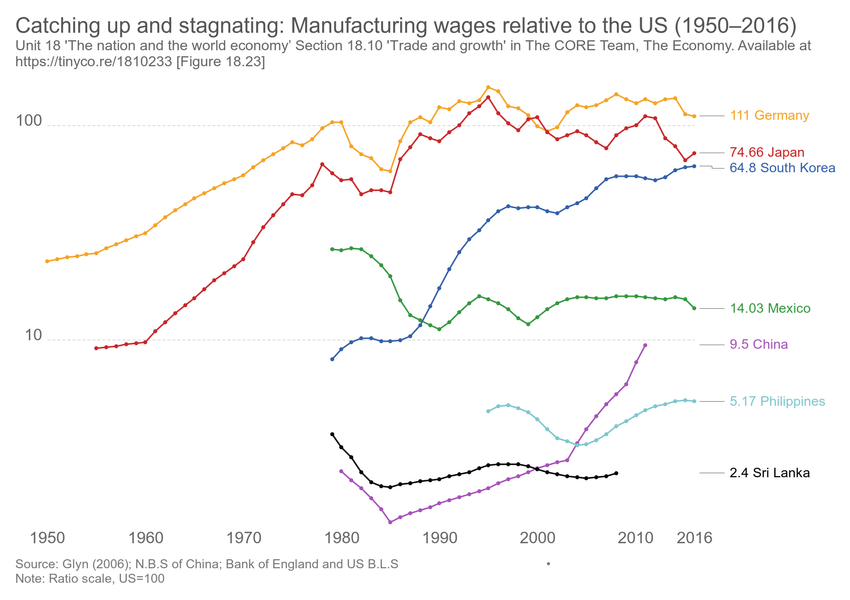 Catching up and stagnating: Manufacturing wages relative to the US (1950–2016)
Unit 18 'The nation and the world economy’ Section 18.10 'Trade and growth' in The CORE Team, The Economy. Available at
https://tinyco.re/1810233 [Figure 18.23]
100
111 Germany
74.66 Japan
64.8 South Korea
14.03 Mexico
10
9.5 China
5.17 Philippines
2.4 Sri Lanka
1950 1960 1970 1980 1990 2000 2010 2016
Source: Glyn (2006); N.B.S of China; Bank of England and US B.L.S
Note: Ratio scale, US=100